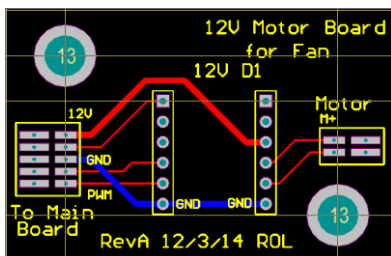 12V Motor Board
for Fan
13
12V D1
Motor
M+
12V
GND
PWM
GND
GND
13
To Main
Board
RevA 12/3/14 ROL